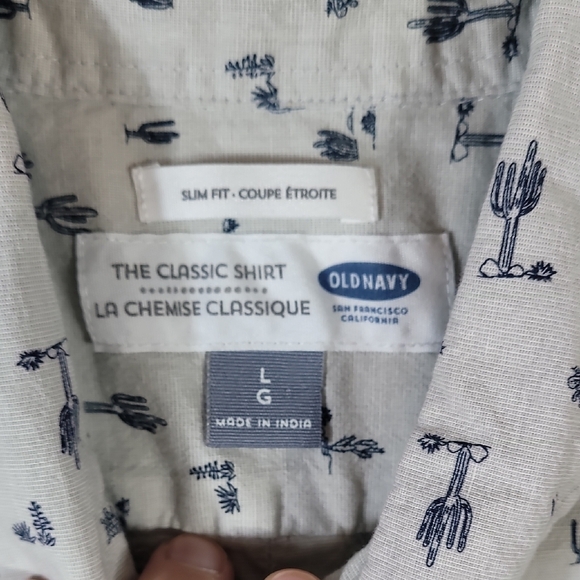 SLIM FIT · COUPE ÉTROITE
THE CLASSIC SHIRT
LA CHEMISE CLASSIQUE
OLD NAVY
SAN FRANCISCO
CALIFORNIA
L
G
MADE IN INDIA